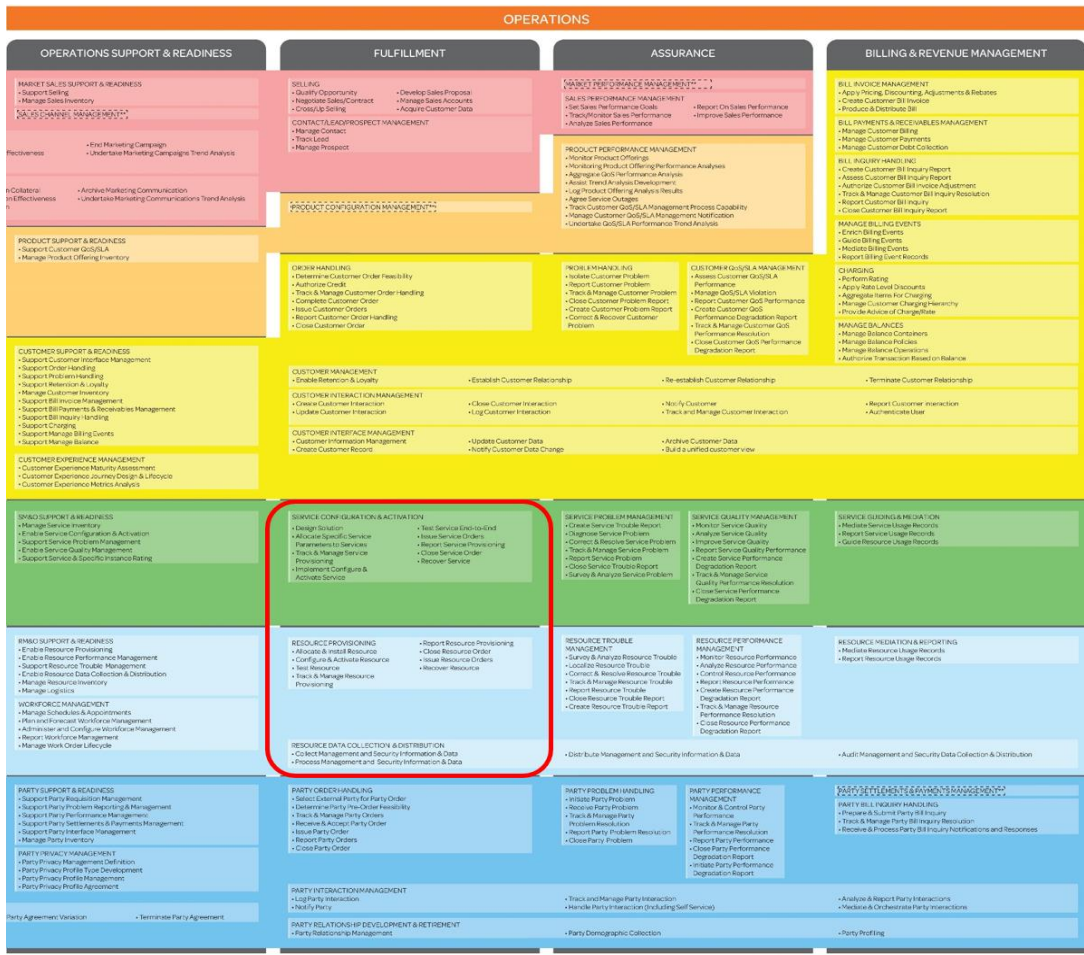 OPERATIONS
OPERATIONS SUPPORT & READINESS
FULFILLMENT
ASSURANCE
BILLING & REVENUE MANAGEMENT
MARKET SALES SUPPORT & READINESS
• Support Selling
• Manage Sales Inventory
SALES CHANNEL MANAGEMENT**
• End Marketing Campaign
ffectiveness
• Undertake Marketing Campaigns Trend Analysis
n Collateral
• Archive Marketing Communication
on Effectiveness
• Undertake Marketing Communications Trend Analysis
PRODUCT SUPPORT & READINESS
• Support Customer QoS/SLA
• Manage Product Offering Inventory
CUSTOMER SUPPORT & READINESS
• Support Customer Interface Management
• Support Order Handling
• Support Problem Handling
• Support Retention & Loyalty
• Manage Customer Inventory
• Support Bill Invoice Management
• Support Bill Payments & Receivables Management
• Support Bill Inquiry Handling
• Support Charging
• Support Manage Billing Events
• Support Manage Balance
CUSTOMER EXPERIENCE MANAGEMENT
• Customer Experience Maturity Assessment
• Customer Experience Journey Design & Lifecycle
• Customer Experience Metrics Analysis
SM&O SUPPORT & READINESS
• Manage Service Inventory
• Enable Service Configuration & Activation
• Support Service Problem Management
• Enable Service Quality Management
• Support Service & Specific Instance Rating
RM&O SUPPORT & READINESS
• Enable Resource Provisioning
• Enable Resource Performance Management
• Support Resource Trouble Management
• Enable Resource Data Collection & Distribution
• Manage Resource Inventory
• Manage Logistics
WORKFORCE MANAGEMENT
• Manage Schedules & Appointments
• Plan and Forecast Workforce Management
• Administer and Configure Workforce Management
• Report Workforce Management
• Manage Work Order Lifecycle
PARTY SUPPORT & READINESS
• Support Party Requisition Management
• Support Party Problem Reporting & Management
• Support Party Performance Management
• Support Party Settlements & Payments Management
• Support Party Interface Management
• Manage Party Inventory
PARTY PRIVACY MANAGEMENT
• Party Privacy Management Definition
• Party Privacy Profile Type Development
• Party Privacy Profile Management
• Party Privacy Profile Agreement
Party Agreement Variation
• Terminate Party Agreement
SELLING
• Qualify Opportunity
• Negotiate Sales/Contract
• Cross/Up Selling
• Develop Sales Proposal
• Manage Sales Accounts
• Acquire Customer Data
CONTACT/LEAD/PROSPECT MANAGEMENT
• Manage Contact
• Track Lead
• Manage Prospect
PRODUCT CONFIGURATION MANAGEMENT**
ORDER HANDLING
• Determine Customer Order Feasibility
• Authorize Credit
• Track & Manage Customer Order Handling
• Complete Customer Order
• Issue Customer Orders
• Report Customer Order Handling
• Close Customer Order
MARKET PERFORMANCE MANAGEMENT**
SALES PERFORMANCE MANAGEMENT
• Set Sales Performance Goals
• Track/Monitor Sales Performance
• Analyze Sales Performance
• Report On Sales Performance
• Improve Sales Performance
PRODUCT PERFORMANCE MANAGEMENT
• Monitor Product Offerings
• Monitoring Product Offering Performance Analyses
• Aggregate QoS Performance Analysis
• Assist Trend Analysis Development
• Log Product Offering Analysis Results
• Agree Service Outages
• Track Customer QoS/SLA Management Process Capability
• Manage Customer QoS/SLA Management Notification
• Undertake QoS/SLA Performance Trend Analysis
PROBLEM HANDLING
• Isolate Customer Problem
• Report Customer Problem
• Track & Manage Customer Problem
• Close Customer Problem Report
• Create Customer Problem Report
• Correct & Recover Customer
Problem
CUSTOMER QoS/SLA MANAGEMENT
• Assess Customer QoS/SLA
Performance
• Manage QoS/SLA Violation
• Report Customer QoS Performance
• Create Customer QoS
Performance Degradation Report
• Track & Manage Customer QoS
Performance Resolution
• Close Customer QoS Performance
Degradation Report
BILL INVOICE MANAGEMENT
• Apply Pricing, Discounting, Adjustments & Rebates
• Create Customer Bill Invoice
• Produce & Distribute Bill
BILL PAYMENTS & RECEIVABLES MANAGEMENT
• Manage Customer Billing
• Manage Customer Payments
• Manage Customer Debt Collection
BILL INQUIRY HANDLING
• Create Customer Bill Inquiry Report
• Assess Customer Bill Inquiry Report
• Authorize Customer Bill Invoice Adjustment
• Track & Manage Customer Bill Inquiry Resolution
• Report Customer Bill Inquiry
• Close Customer Bill Inquiry Report
MANAGE BILLING EVENTS
• Enrich Billing Events
• Guide Billing Events
• Mediate Billing Events
• Report Billing Event Records
CHARGING
• Perform Rating
• Apply Rate Level Discounts
• Aggregate Items For Charging
• Manage Customer Charging Hierarchy
• Provide Advice of Charge/Rate
MANAGE BALANCES
• Manage Balance Containers
• Manage Balance Policies
• Manage Balance Operations
• Authorize Transaction Based on Balance
CUSTOMER MANAGEMENT
• Enable Retention & Loyalty
• Establish Customer Relationship
• Re-establish Customer Relationship
• Terminate Customer Relationship
CUSTOMER INTERACTION MANAGEMENT
• Create Customer Interaction
• Close Customer Interaction
• Notify Customer
• Report Customer Interaction
• Update Customer Interaction
• Log Customer Interaction
• Track and Manage Customer Interaction
• Authenticate User
CUSTOMER INTERFACE MANAGEMENT
• Customer Information Management
• Update Customer Data
• Archive Customer Data
• Create Customer Record
• Notify Customer Data Change
• Build a unified customer view
SERVICE CONFIGURATION & ACTIVATION
• Design Solution
• Allocate Specific Service
Parameters to Services
• Track & Manage Service
Provisioning
• Implement Configure &
Activate Service
• Test Service End-to-End
• Issue Service Orders
• Report Service Provisioning
• Close Service Order
• Recover Service
SERVICE PROBLEM MANAGEMENT
• Create Service Trouble Report
• Diagnose Service Problem
• Correct & Resolve Service Problem
• Track & Manage Service Problem
• Report Service Problem
• Close Service Trouble Report
• Survey & Analyze Service Problem
SERVICE QUALITY MANAGEMENT
• Monitor Service Quality
• Analyze Service Quality
• Improve Service Quality
• Report Service Quality Performance
• Create Service Performance
Degradation Report
• Track & Manage Service
Quality Performance Resolution
• Close Service Performance
Degradation Report
SERVICE GUIDING & MEDIATION
• Mediate Service Usage Records
• Report Service Usage Records
• Guide Resource Usage Records
RESOURCE PROVISIONING
• Allocate & Install Resource
• Configure & Activate Resource
• Test Resource
• Track & Manage Resource
Provisioning
• Report Resource Provisioning
• Close Resource Order
• Issue Resource Orders
• Recover Resource
RESOURCE TROUBLE
MANAGEMENT
• Survey & Analyze Resource Trouble
• Localize Resource Trouble
• Correct & Resolve Resource Trouble
• Track & Manage Resource Trouble
• Report Resource Trouble
• Close Resource Trouble Report
• Create Resource Trouble Report
RESOURCE PERFORMANCE
MANAGEMENT
• Monitor Resource Performance
• Analyze Resource Performance
• Control Resource Performance
• Report Resource Performance
• Create Resource Performance
Degradation Report
• Track & Manage Resource
Performance Resolution
• Close Resource Performance
Degradation Report
RESOURCE MEDIATION & REPORTING
• Mediate Resource Usage Records
• Report Resource Usage Records
RESOURCE DATA COLLECTION & DISTRIBUTION
• Collect Management and Security Information & Data
• Process Management and Security Information & Data
• Distribute Management and Security Information & Data
• Audit Management and Security Data Collection & Distribution
PARTY ORDER HANDLING
• Select External Party for Party Order
• Determine Party Pre-Order Feasibility
• Track & Manage Party Orders
• Receive & Accept Party Order
• Issue Party Order
• Report Party Orders
• Close Party Order
PARTY PROBLEM HANDLING
• Initiate Party Problem
• Receive Party Problem
• Track & Manage Party
Problem Resolution
• Report Party Problem Resolution
• Close Party Problem
PARTY PERFORMANCE
MANAGEMENT
• Monitor & Control Party
Performance
• Track & Manage Party
Performance Resolution
• Report Party Performance
• Close Party Performance
Degradation Report
• Initiate Party Performance
Degradation Report
PARTY SETTLEMENTS & PAYMENTS MANAGEMENT**
PARTY BILL INQUIRY HANDLING
• Prepare & Submit Party Bill Inquiry
• Track & Manage Party Bill Inquiry Resolution
• Receive & Process Party Bill Inquiry Notifications and Responses
PARTY INTERACTION MANAGEMENT
• Log Party Interaction
• Track and Manage Party Interaction
• Analyze & Report Party Interactions
• Notify Party
• Handle Party Interaction (Including Self Service)
• Mediate & Orchestrate Party Interactions
PARTY RELATIONSHIP DEVELOPMENT & RETIREMENT
• Party Relationship Management
• Party Demographic Collection
• Party Profiling